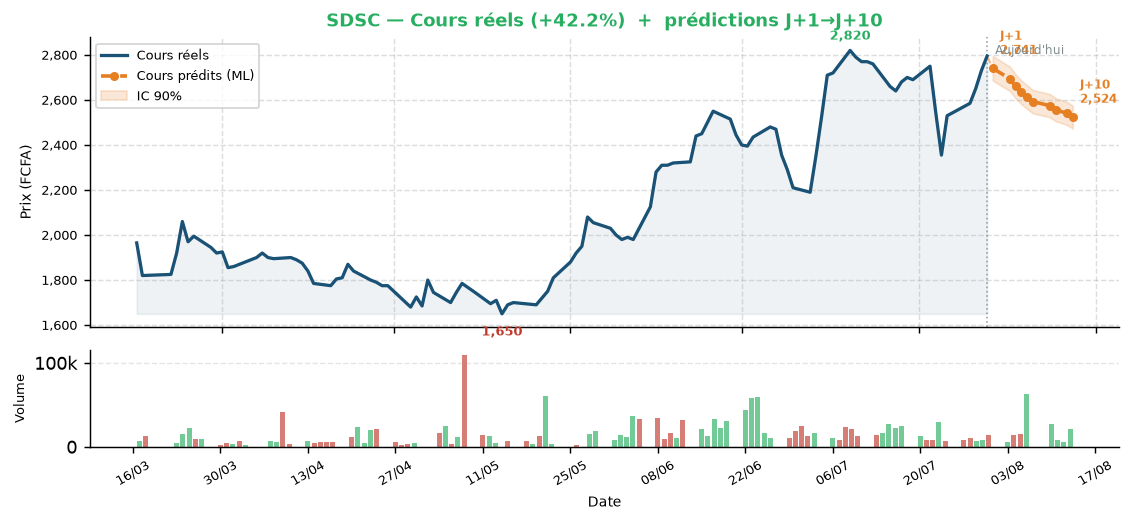 SDSC — Cours réels (+42.2%)  +  prédictions J+1→J+10
2,820
J+1
2,741
Aujourd'hui
Cours réels
Cours prédits (ML)
IC 90%
J+10
2,524
2,800
2,600
2,400
2,200
2,000
1,800
1,600
Prix (FCFA)
1,650
100k
0
Volume
16/03
30/03
13/04
27/04
11/05
25/05
08/06
22/06
06/07
20/07
03/08
17/08
Date